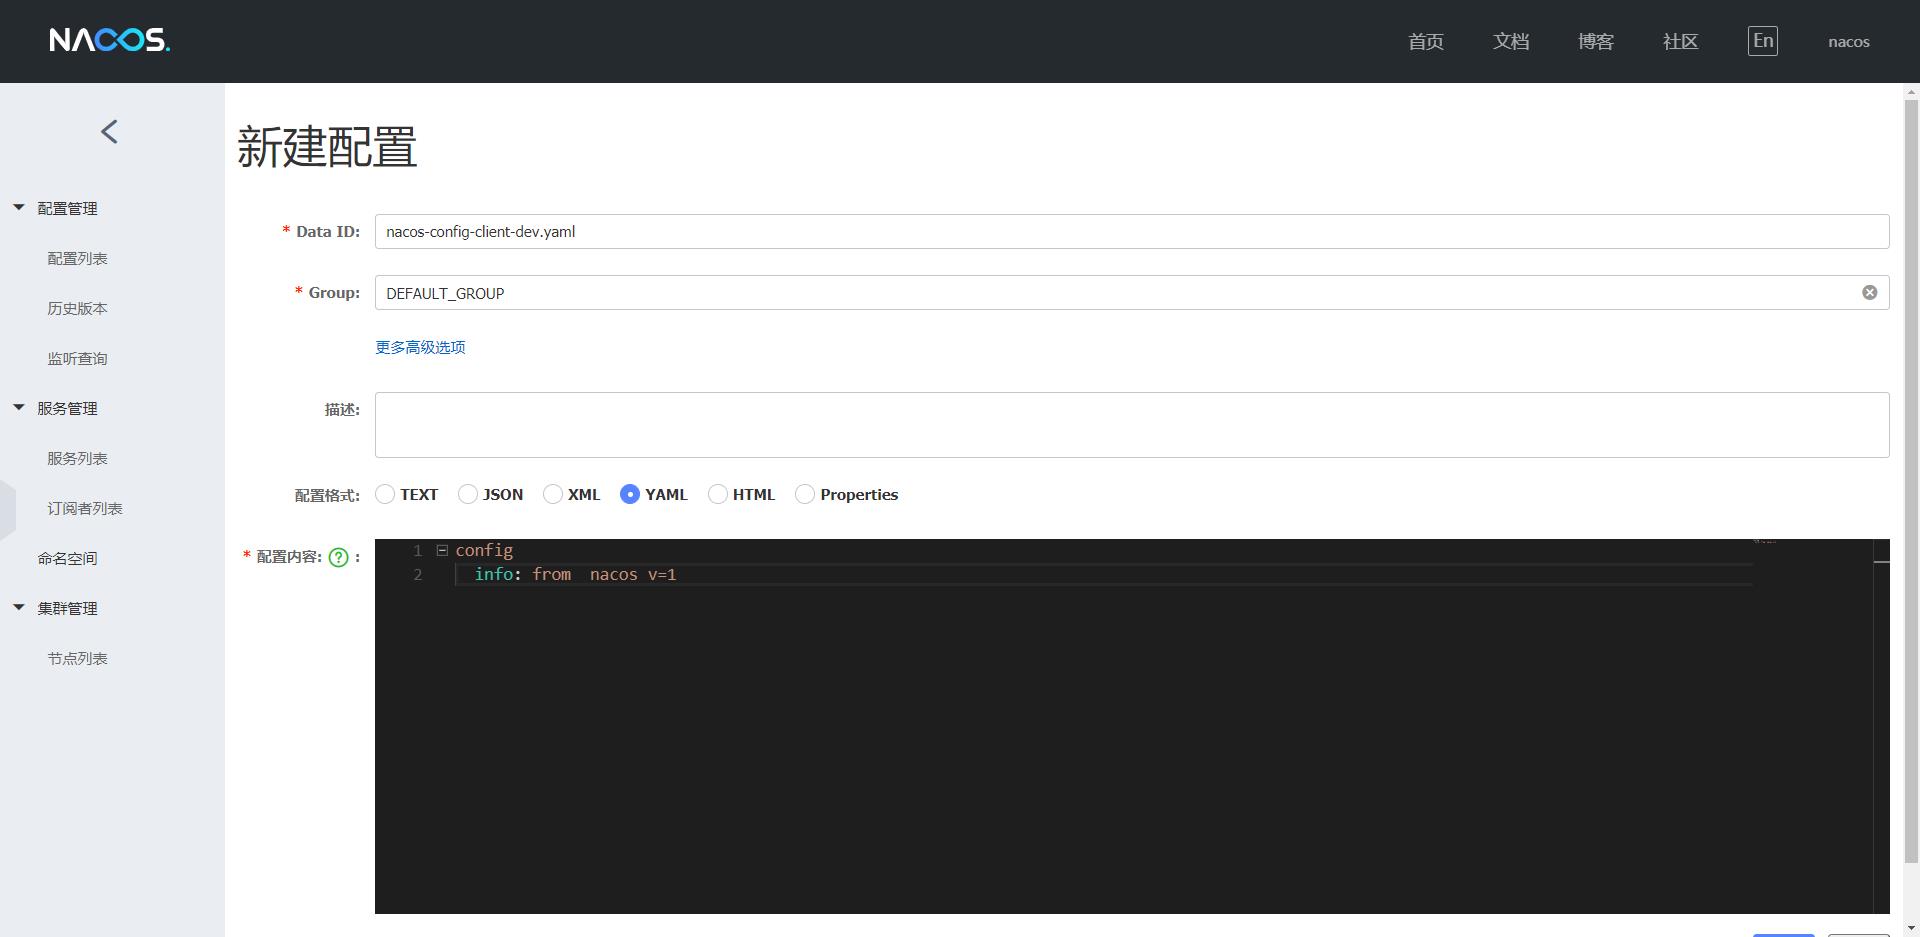 NACOS.
首页 文档 博客 社区 En nacos
新建配置
配置管理
配置列表
历史版本
监听查询
服务管理
服务列表
订阅者列表
命名空间
集群管理
节点列表
* Data ID: nacos-config-client-dev.yaml
* Group: DEFAULT_GROUP
更多高级选项
描述:
配置格式: TEXT JSON XML YAML HTML Properties
* 配置内容: ? :
1 config
2 info: from  nacos v=1